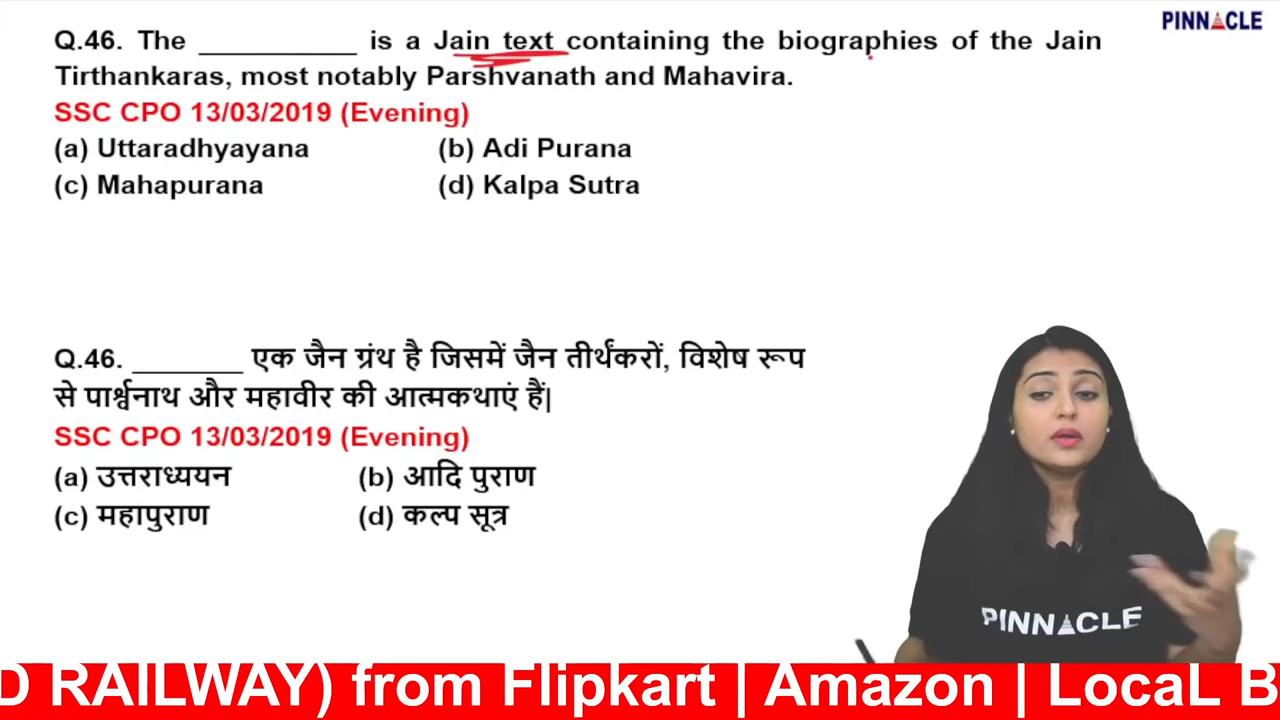 PINNACLE
Q.46. The __________ is a Jain text containing the biographies of the Jain
Tirthankaras, most notably Parshvanath and Mahavira.
SSC CPO 13/03/2019 (Evening)
(a) Uttaradhyayana (b) Adi Purana
(c) Mahapurana (d) Kalpa Sutra
Q.46. _______ एक जैन ग्रंथ है जिसमें जैन तीर्थंकरों, विशेष रूप
से पार्श्वनाथ और महावीर की आत्मकथाएं हैं|
SSC CPO 13/03/2019 (Evening)
(a) उत्तराध्ययन (b) आदि पुराण
(c) महापुराण (d) कल्प सूत्र
PINNACLE
D RAILWAY) from Flipkart | Amazon | LocaL B